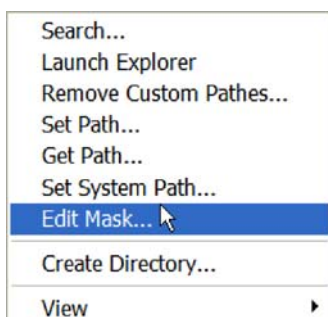 Search...
Launch Explorer
Remove Custom Pathes...
Set Path...
Get Path...
Set System Path...
Edit Mask...
Create Directory...
View